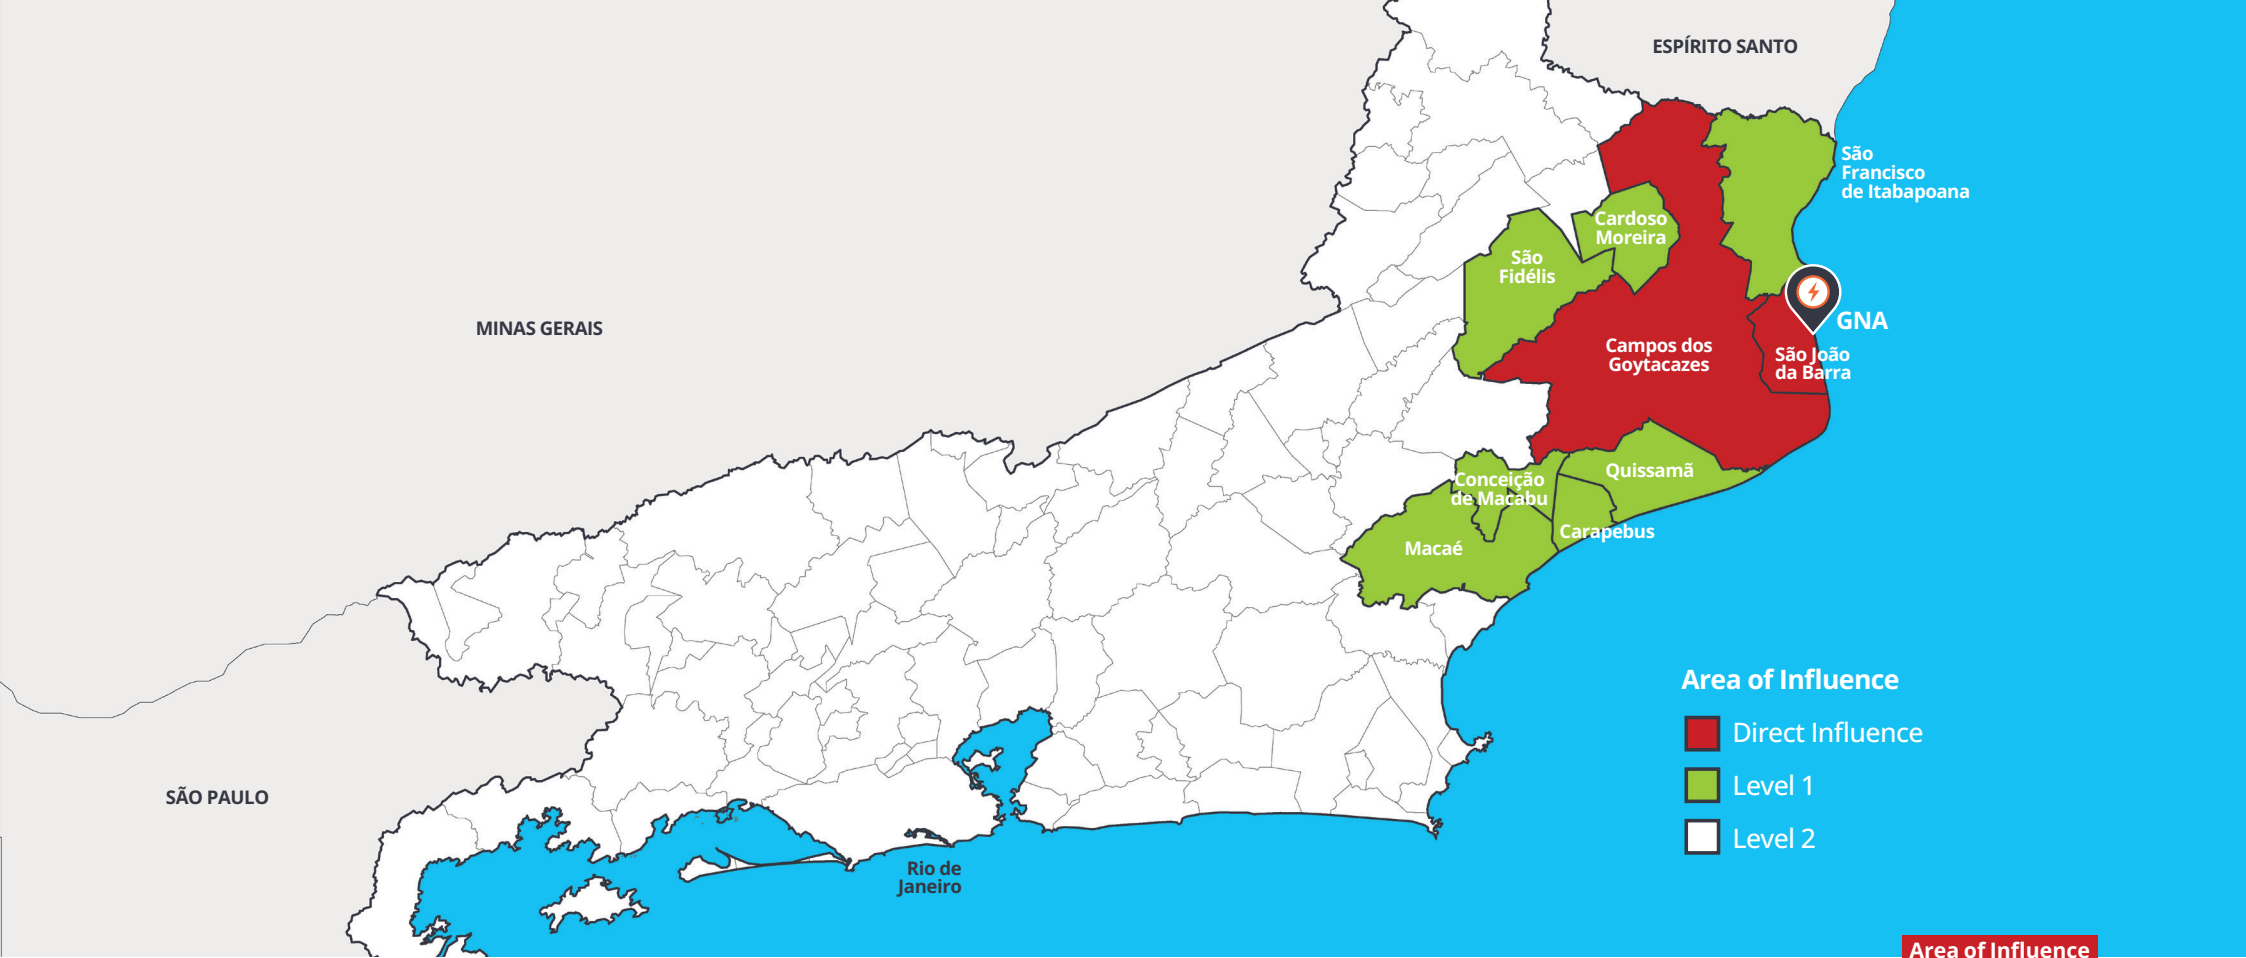 ESPÍRITO SANTO
São
Francisco
de Itabapoana
Cardoso
Moreira
São
Fidélis
MINAS GERAIS
GNA
Campos dos
Goytacazes
São João
da Barra
Quissamã
Conceição
de Macabu
Carapebus
Macaé
SÃO PAULO
Rio de
Janeiro
Area of Influence
Direct Influence
Level 1
Level 2
Area of Influence